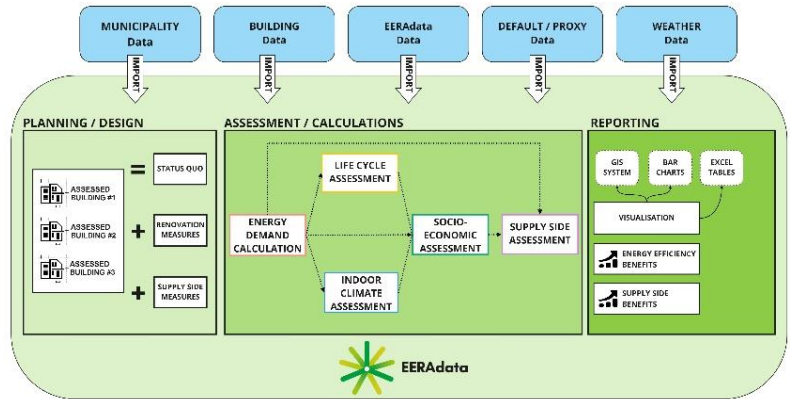 MUNICIPALITY
Data
BUILDING
Data
EERAdata
Data
DEFAULT / PROXY
Data
WEATHER
Data
IMPORT
IMPORT
IMPORT
IMPORT
IMPORT
PLANNING / DESIGN
ASSESSED
BUILDING #1
ASSESSED
BUILDING #2
ASSESSED
BUILDING #3
=
STATUS QUO
+
RENOVATION
MEASURES
+
SUPPLY SIDE
MEASURES
ASSESSMENT / CALCULATIONS
LIFE CYCLE
ASSESSMENT
ENERGY
DEMAND
CALCULATION
SOCIO-
ECONOMIC
ASSESSMENT
SUPPLY SIDE
ASSESSMENT
INDOOR
CLIMATE
ASSESSMENT
REPORTING
GIS
SYSTEM
BAR
CHARTS
EXCEL
TABLES
VISUALISATION
ENERGY EFFICIENCY
BENEFITS
SUPPLY SIDE
BENEFITS
EERAdata